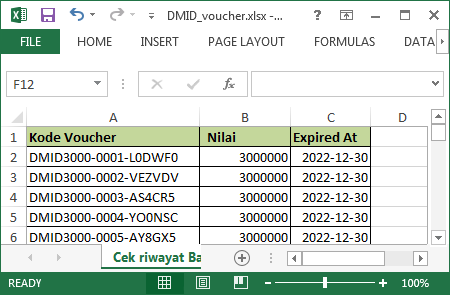 DMID_voucher.xlsx -...
FILE HOME INSERT PAGE LAYOUT FORMULAS DATA
F12 fx
A B C D
1 Kode Voucher Nilai Expired At
2 DMID3000-0001-L0DWF0 3000000 2022-12-30
3 DMID3000-0002-VEZVDV 3000000 2022-12-30
4 DMID3000-0003-AS4CR5 3000000 2022-12-30
5 DMID3000-0004-YO0NSC 3000000 2022-12-30
6 DMID3000-0005-AY8GX5 3000000 2022-12-30
Cek riwayat Ba
READY 100%